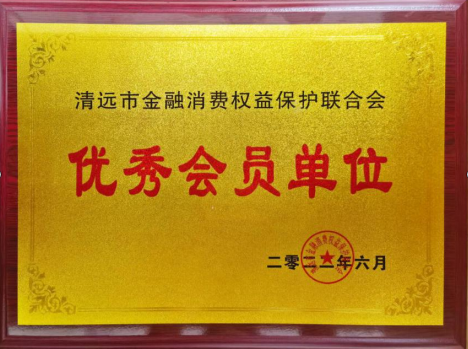 清远市金融消费权益保护联合会
优秀会员单位
二零二二年六月